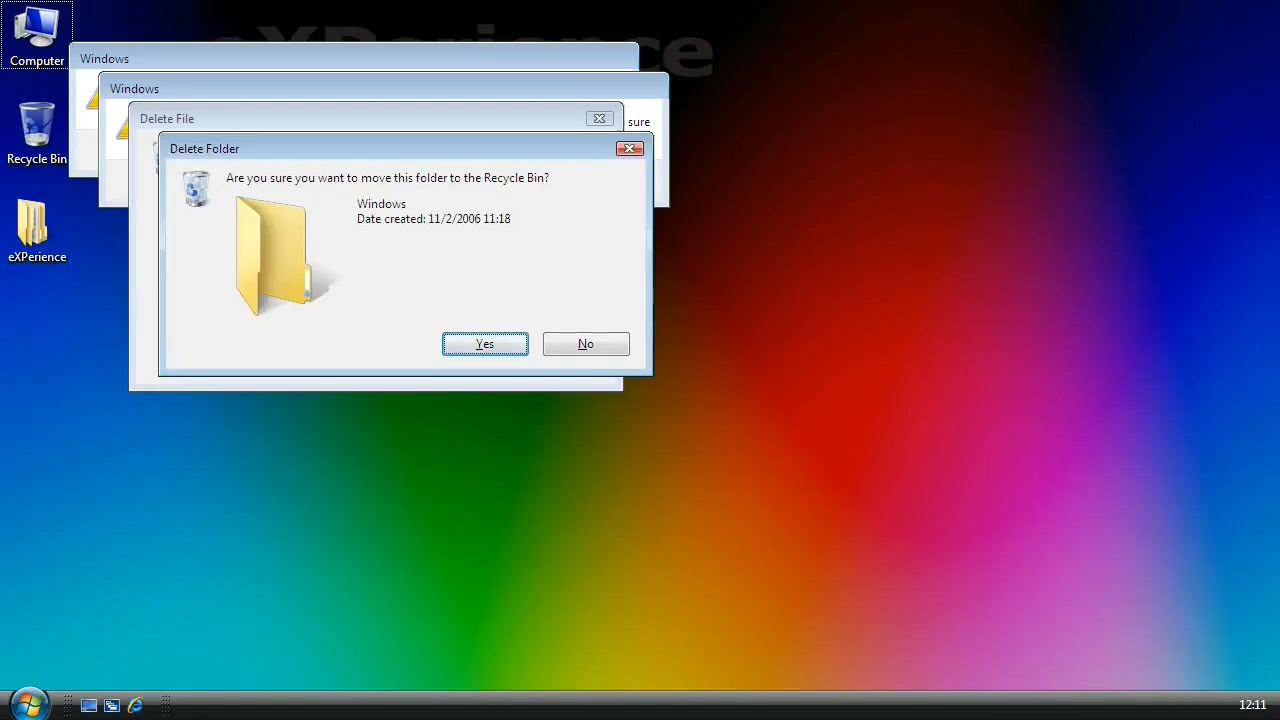 eXPerience
Computer
Windows
Windows
sure
Delete File
Delete Folder
Recycle Bin
Are you sure you want to move this folder to the Recycle Bin?
Windows
Date created: 11/2/2006 11:18
eXPerience
Yes
No
12:11